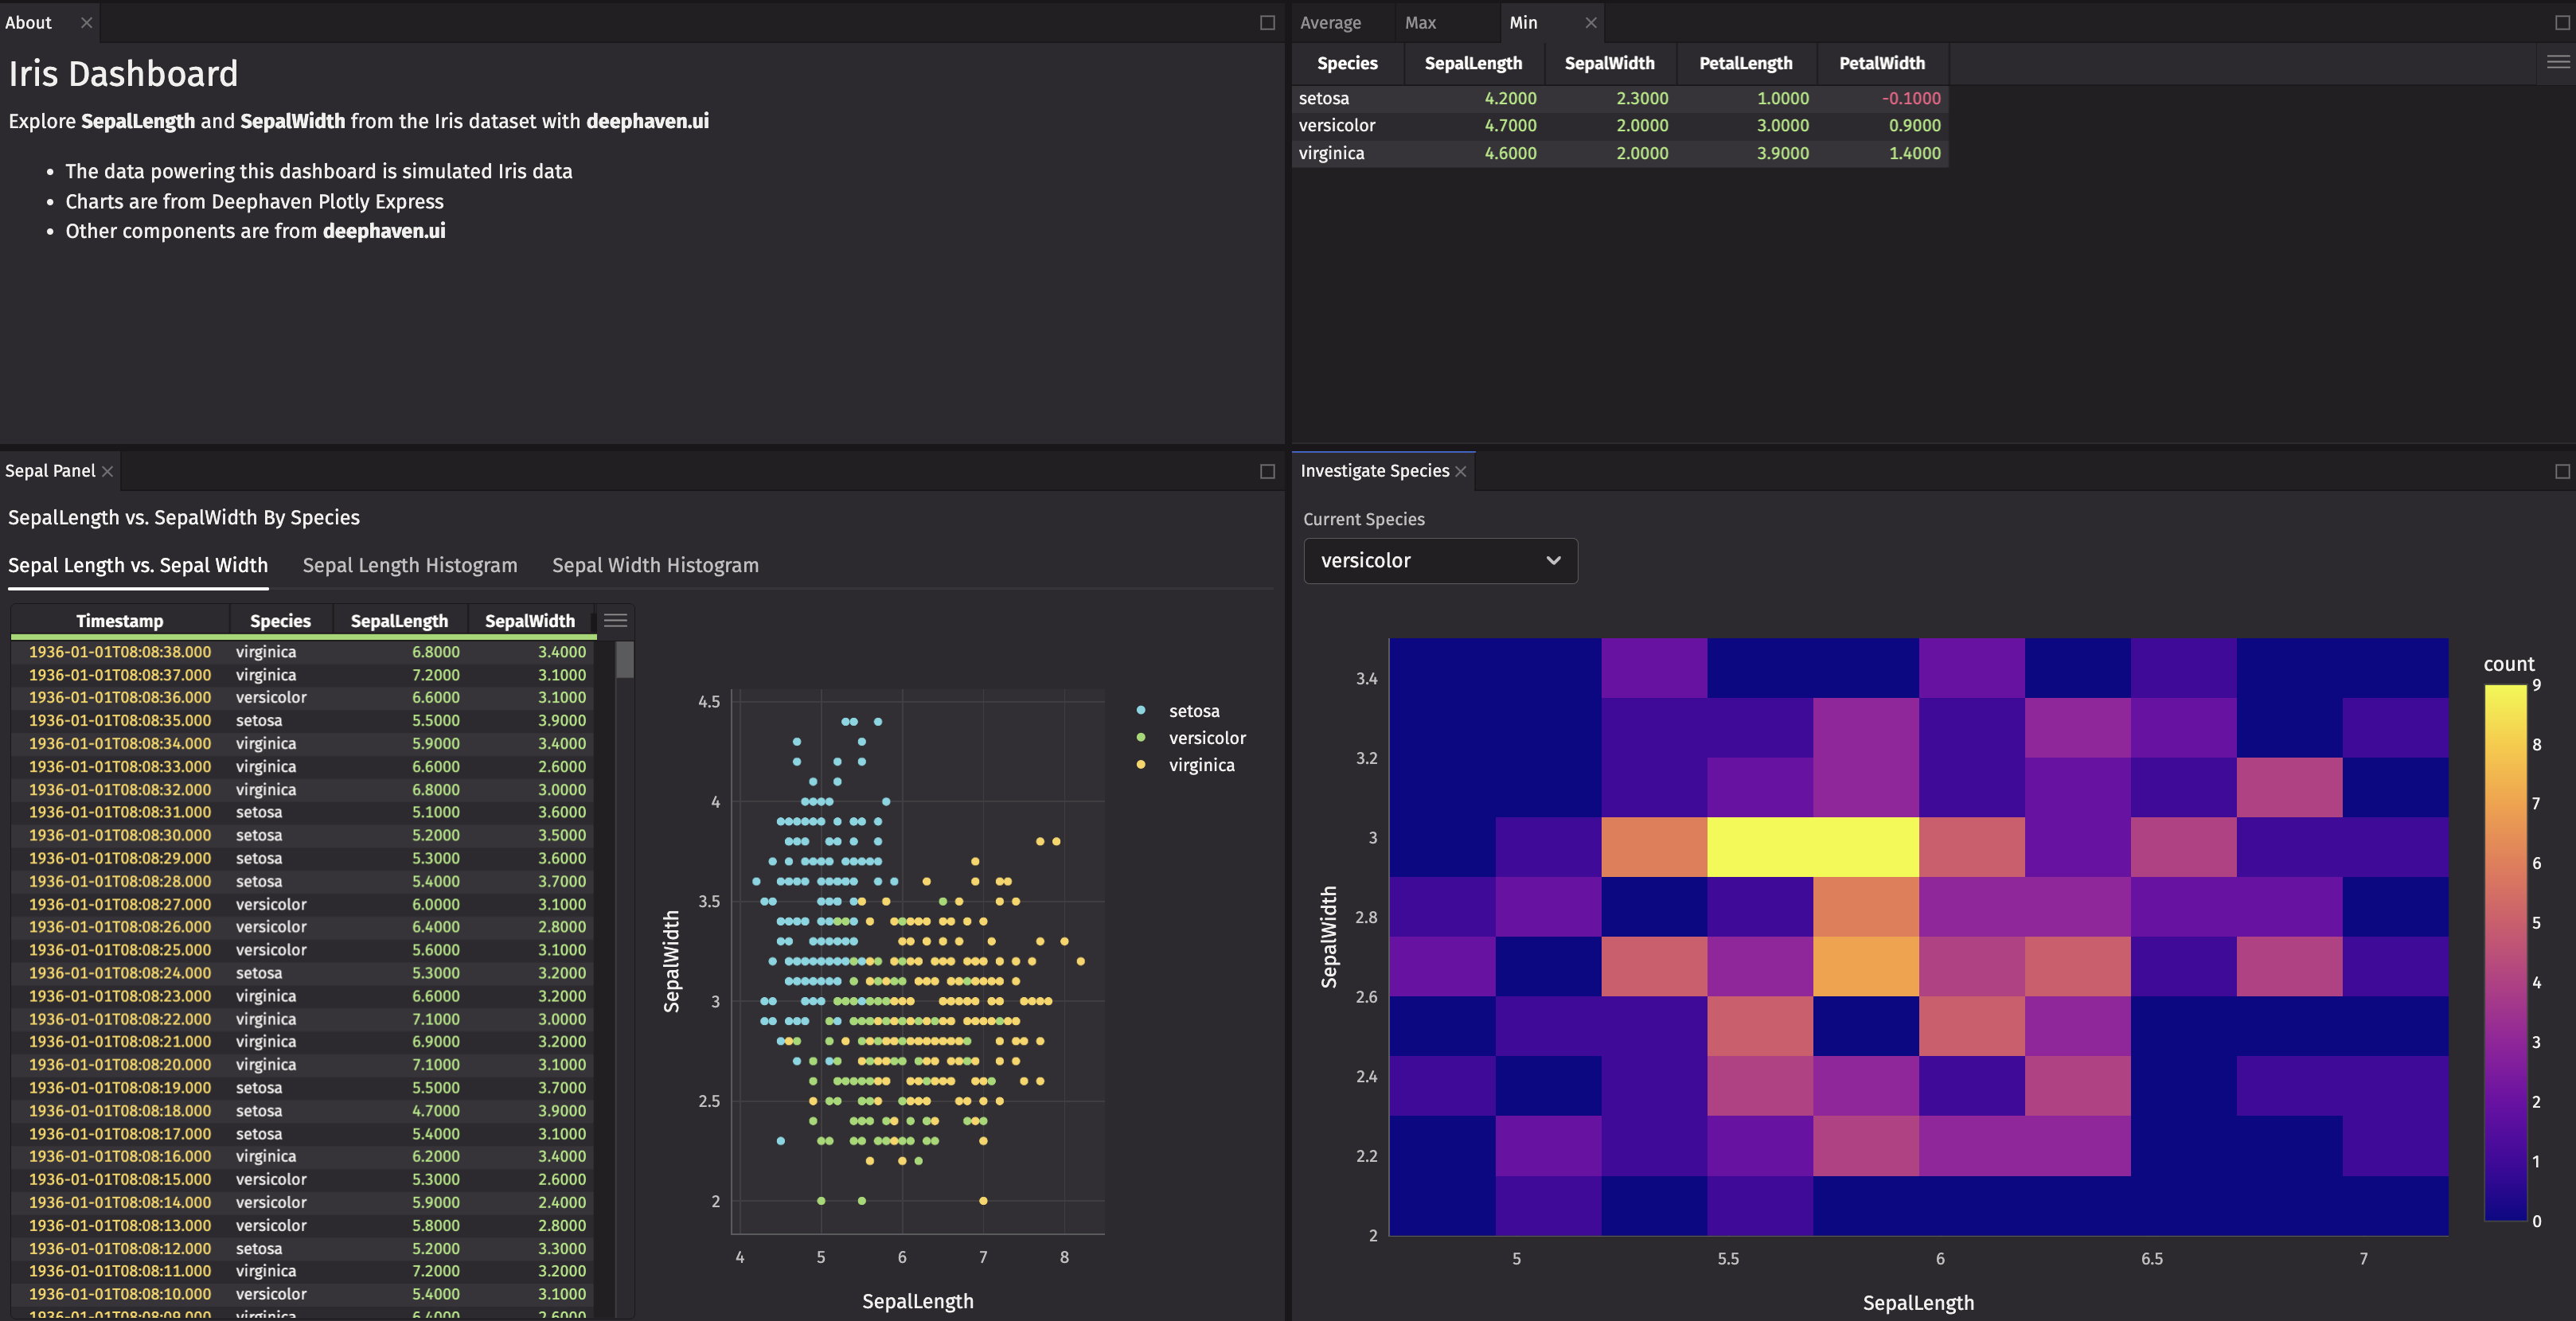 About
Iris Dashboard
Explore SepalLength and SepalWidth from the Iris dataset with deephaven.ui
• The data powering this dashboard is simulated Iris data
• Charts are from Deephaven Plotly Express
• Other components are from deephaven.ui
Average Max Min
Species SepalLength SepalWidth PetalLength PetalWidth
setosa 4.2000 2.3000 1.0000 -0.1000
versicolor 4.7000 2.0000 3.0000 0.9000
virginica 4.6000 2.0000 3.9000 1.4000
Sepal Panel
SepalLength vs. SepalWidth By Species
Sepal Length vs. Sepal Width Sepal Length Histogram Sepal Width Histogram
Timestamp Species SepalLength SepalWidth
1936-01-01T08:08:38.000 virginica 6.8000 3.4000
1936-01-01T08:08:37.000 virginica 7.2000 3.1000
1936-01-01T08:08:36.000 versicolor 6.6000 3.1000
1936-01-01T08:08:35.000 setosa 5.5000 3.9000
1936-01-01T08:08:34.000 virginica 5.9000 3.4000
1936-01-01T08:08:33.000 virginica 6.6000 2.6000
1936-01-01T08:08:32.000 virginica 6.8000 3.0000
1936-01-01T08:08:31.000 setosa 5.1000 3.6000
1936-01-01T08:08:30.000 setosa 5.2000 3.5000
1936-01-01T08:08:29.000 setosa 5.3000 3.6000
1936-01-01T08:08:28.000 setosa 5.4000 3.7000
1936-01-01T08:08:27.000 versicolor 6.0000 3.1000
1936-01-01T08:08:26.000 versicolor 6.4000 2.8000
1936-01-01T08:08:25.000 versicolor 5.6000 3.1000
1936-01-01T08:08:24.000 setosa 5.3000 3.2000
1936-01-01T08:08:23.000 virginica 6.6000 3.2000
1936-01-01T08:08:22.000 virginica 7.1000 3.0000
1936-01-01T08:08:21.000 virginica 6.9000 3.2000
1936-01-01T08:08:20.000 virginica 7.1000 3.1000
1936-01-01T08:08:19.000 setosa 5.5000 3.7000
1936-01-01T08:08:18.000 setosa 4.7000 3.9000
1936-01-01T08:08:17.000 setosa 5.4000 3.1000
1936-01-01T08:08:16.000 virginica 6.2000 3.4000
1936-01-01T08:08:15.000 versicolor 5.3000 2.6000
1936-01-01T08:08:14.000 versicolor 5.9000 2.4000
1936-01-01T08:08:13.000 versicolor 5.8000 2.8000
1936-01-01T08:08:12.000 setosa 5.2000 3.3000
1936-01-01T08:08:11.000 virginica 7.2000 3.2000
1936-01-01T08:08:10.000 versicolor 5.4000 3.1000
1936-01-01T08:08:09.000 virginica 6.4000 2.6000
SepalWidth
4.5
4
3.5
3
2.5
2
4 5 6 7 8
SepalLength
setosa
versicolor
virginica
Investigate Species
Current Species
versicolor
SepalWidth
3.4
3.2
3
2.8
2.6
2.4
2.2
2
5 5.5 6 6.5 7
SepalLength
count
9
8
7
6
5
4
3
2
1
0